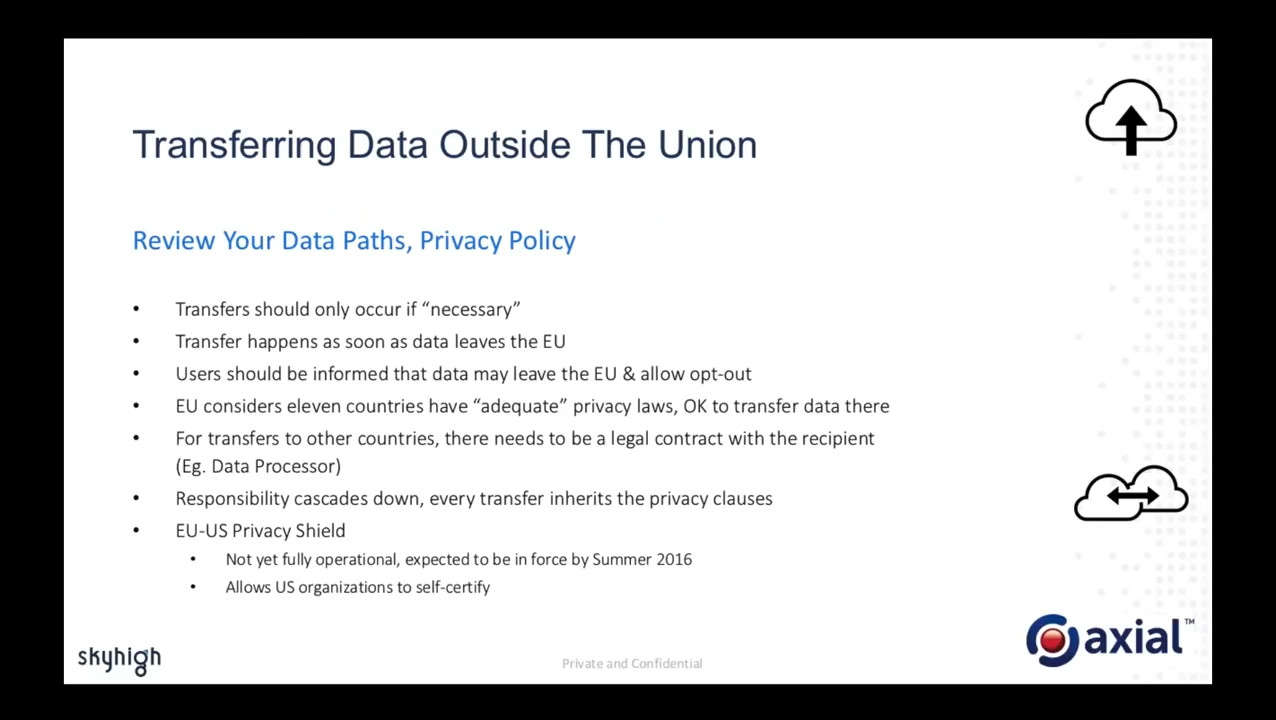 Transferring Data Outside The Union
Review Your Data Paths, Privacy Policy
• Transfers should only occur if “necessary”
• Transfer happens as soon as data leaves the EU
• Users should be informed that data may leave the EU & allow opt-out
• EU considers eleven countries have “adequate” privacy laws, OK to transfer data there
• For transfers to other countries, there needs to be a legal contract with the recipient
(Eg. Data Processor)
• Responsibility cascades down, every transfer inherits the privacy clauses
• EU-US Privacy Shield
• Not yet fully operational, expected to be in force by Summer 2016
• Allows US organizations to self-certify
skyhigh
Private and Confidential
axial™